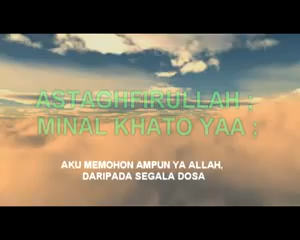 ASTAGHFIRULLAH ;
MINAL KHATO YAA ;
AKU MEMOHON AMPUN YA ALLAH,
DARIPADA SEGALA DOSA